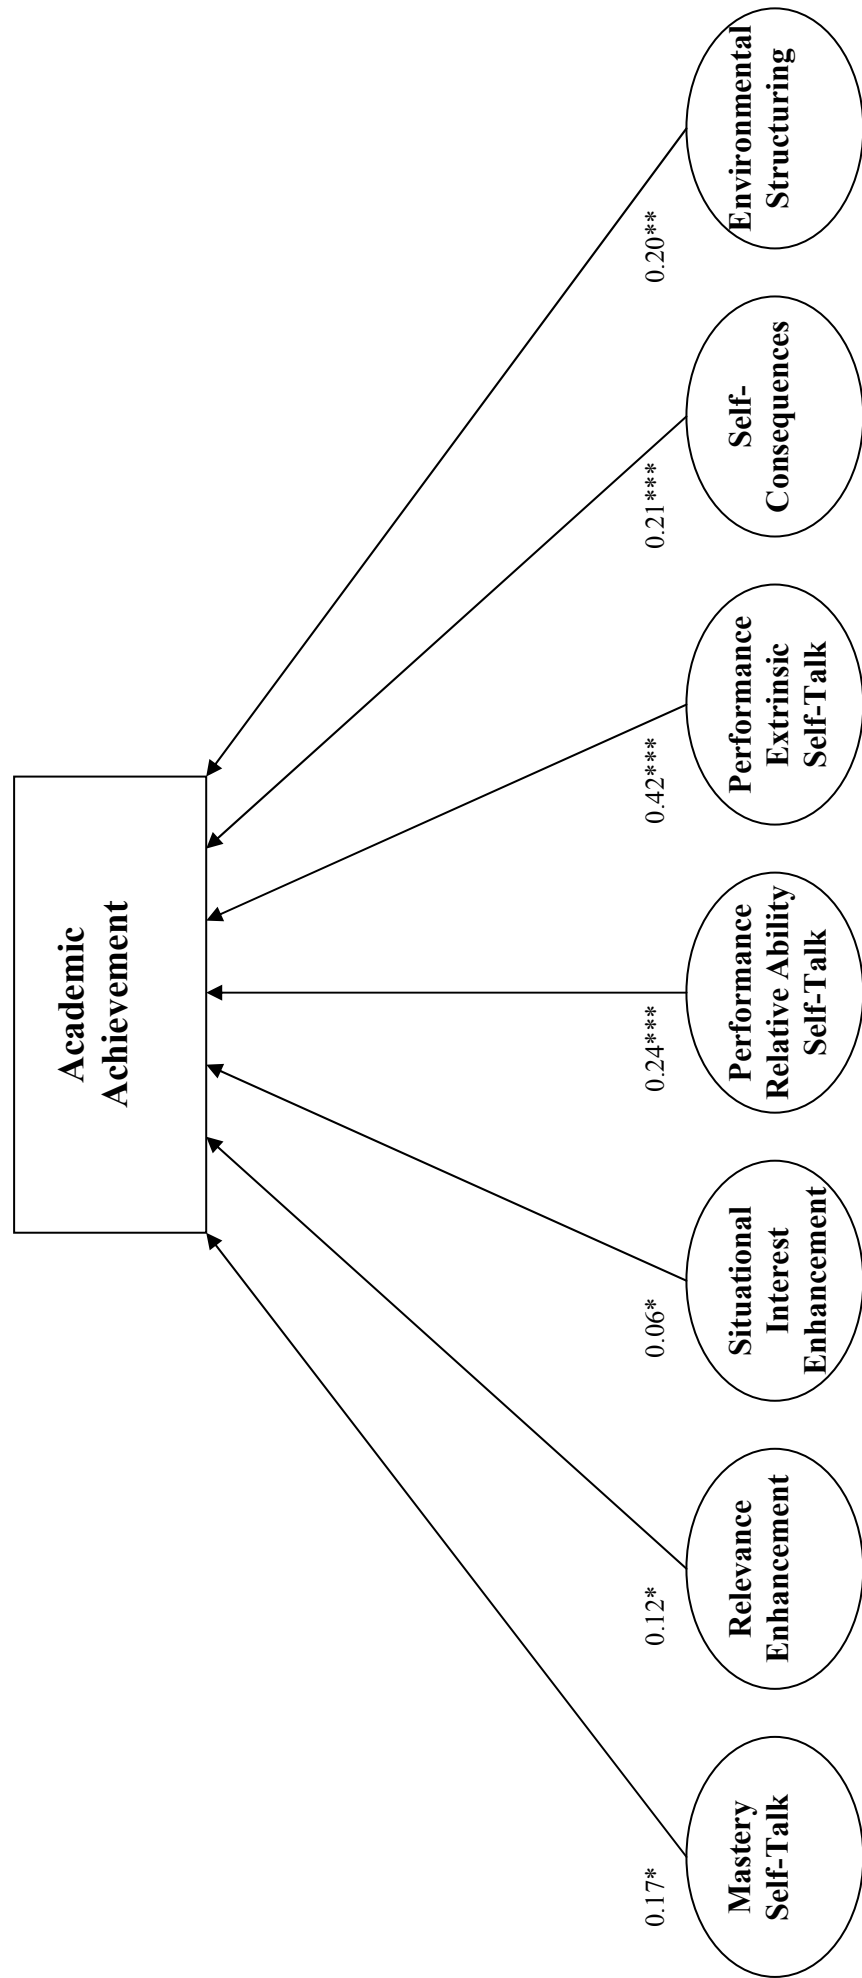 Academic
Achievement
0.17*
0.12*
0.06*
0.24***
0.42***
0.21***
0.20**
Mastery
Self-Talk
Relevance
Enhancement
Situational
Interest
Enhancement
Performance
Relative Ability
Self-Talk
Performance
Extrinsic
Self-Talk
Self-
Consequences
Environmental
Structuring